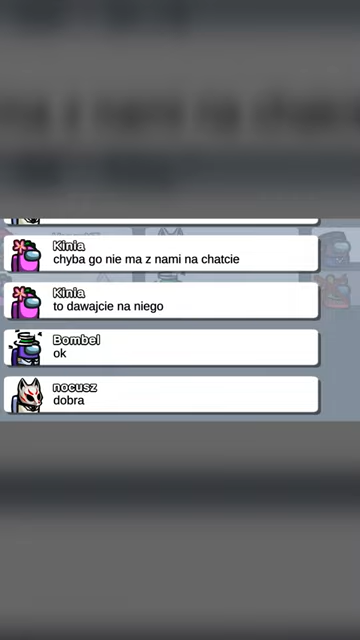 Kinia
chyba go nie ma z nami na chatcie
Kinia
to dawajcie na niego
Bombel
ok
nocusz
dobra